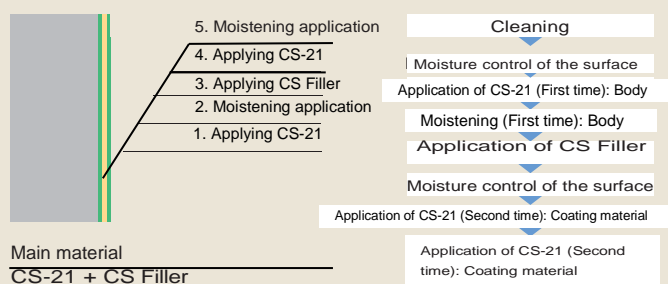 5. Moistening application
4. Applying CS-21
3. Applying CS Filler
2. Moistening application
1. Applying CS-21
Main material
CS-21 + CS Filler
Cleaning
Moisture control of the surface
Application of CS-21 (First time): Body
Moistening (First time): Body
Application of CS Filler
Moisture control of the surface
Application of CS-21 (Second time): Coating material
Application of CS-21 (Second
time): Coating material